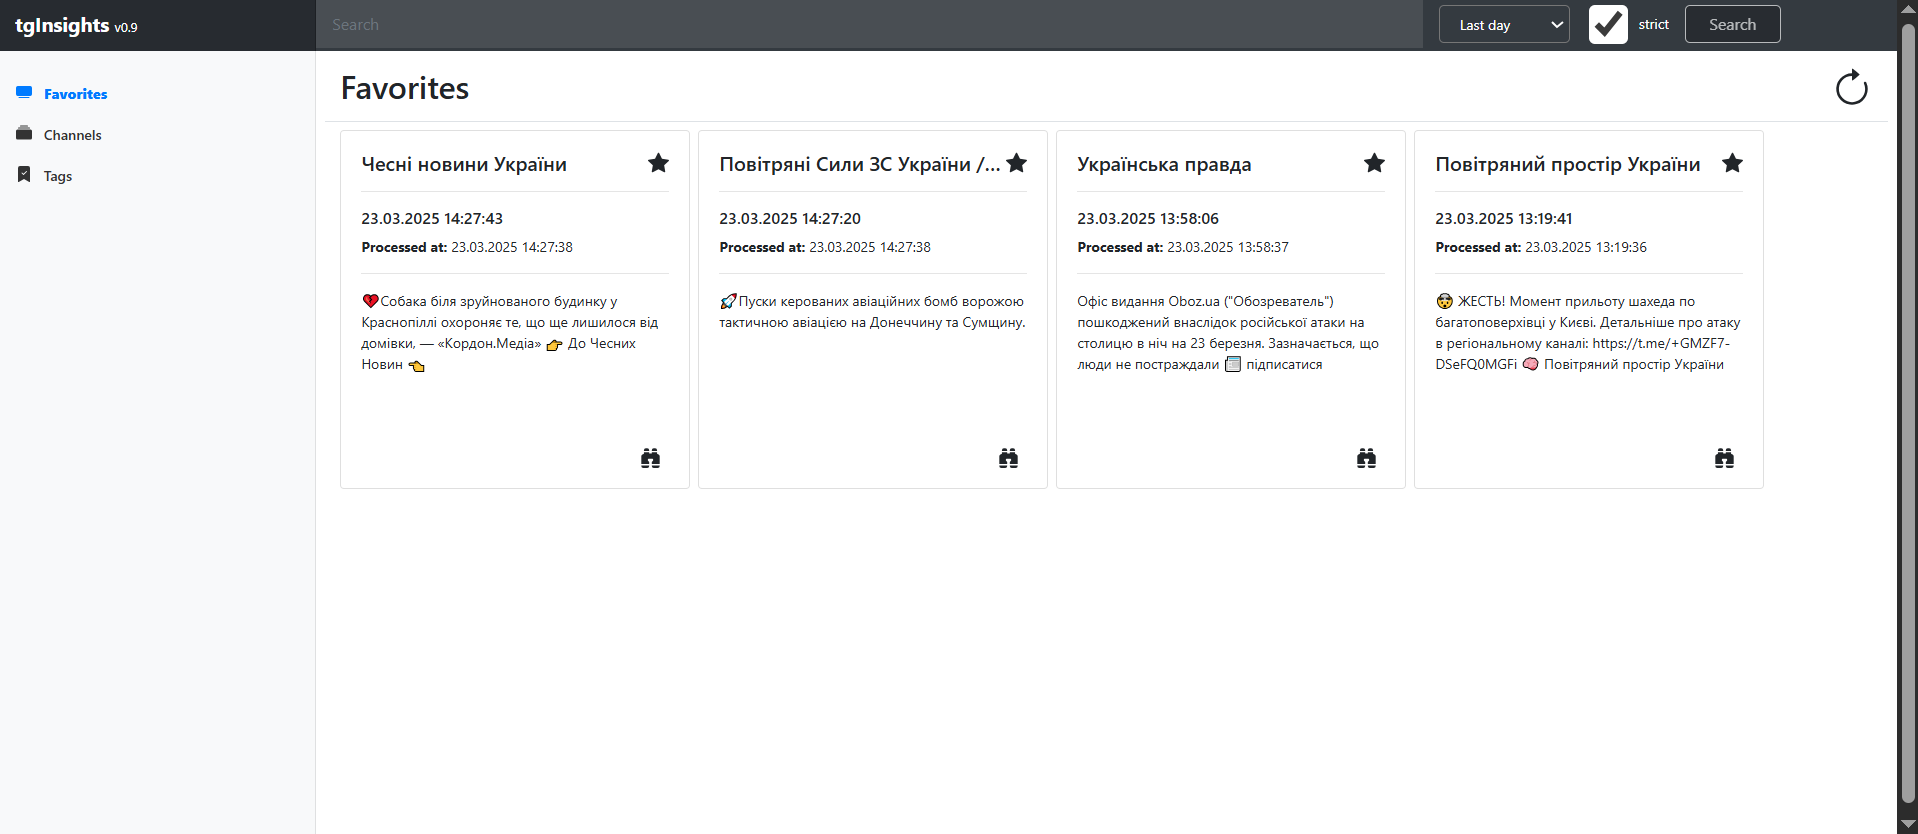 tgInsights v0.9
Search
Last day
strict
Search
Favorites
Channels
Tags
Favorites
Чесні новини України
23.03.2025 14:27:43
Processed at: 23.03.2025 14:27:38
💔Собака біля зруйнованого будинку у
Краснопіллі охороняє те, що ще лишилося від
домівки, — «Кордон.Медіа» 👉 До Чесних
Новин 👈
Повітряні Сили ЗС України /...
23.03.2025 14:27:20
Processed at: 23.03.2025 14:27:38
🚀Пуски керованих авіаційних бомб ворожою
тактичною авіацією на Донеччину та Сумщину.
Українська правда
23.03.2025 13:58:06
Processed at: 23.03.2025 13:58:37
Офіс видання Oboz.ua ("Обозреватель")
пошкоджений внаслідок російської атаки на
столицю в ніч на 23 березня. Зазначається, що
люди не постраждали 📰 підписатися
Повітряний простір України
23.03.2025 13:19:41
Processed at: 23.03.2025 13:19:36
🤯 ЖЕСТЬ! Момент прильоту шахеда по
багатоповерхівці у Києві. Детальніше про атаку
в регіональному каналі: https://t.me/+GMZF7-
DSeFQ0MGFi 🧠 Повітряний простір України